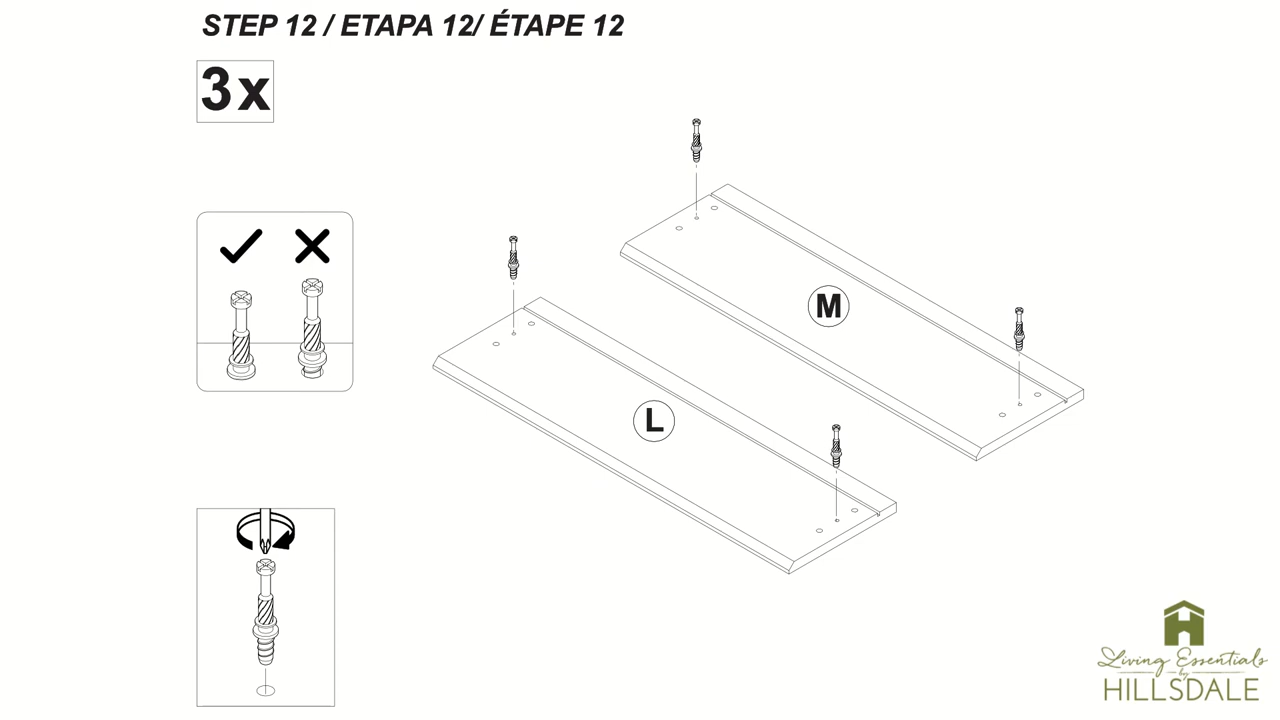 STEP 12 / ETAPA 12/ ÉTAPE 12
3x
M
L
Living Essentials
by
HILLSDALE